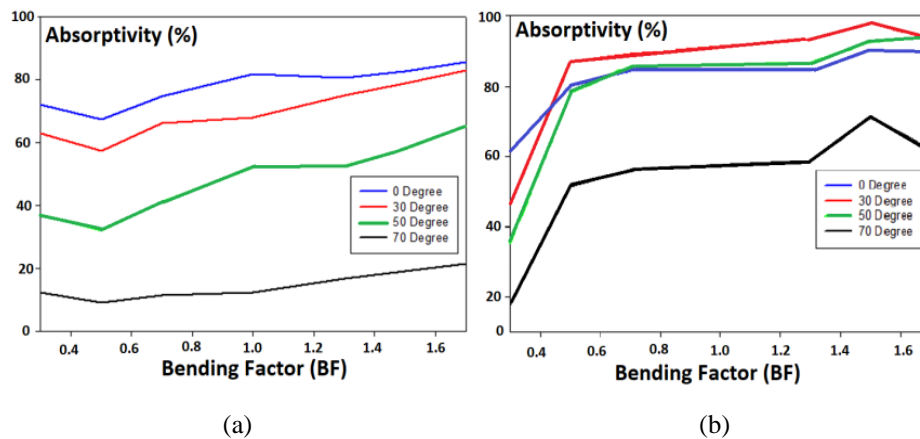 100
Absorptivity (%)
80
60
40
20
0
0 Degree
30 Degree
50 Degree
70 Degree
0.4 0.6 0.8 1.0 1.2 1.4 1.6
Bending Factor (BF)
(a)
100
Absorptivity (%)
80
60
40
20
0
0 Degree
30 Degree
50 Degree
70 Degree
0.4 0.6 0.8 1.0 1.2 1.4 1.6
Bending Factor (BF)
(b)